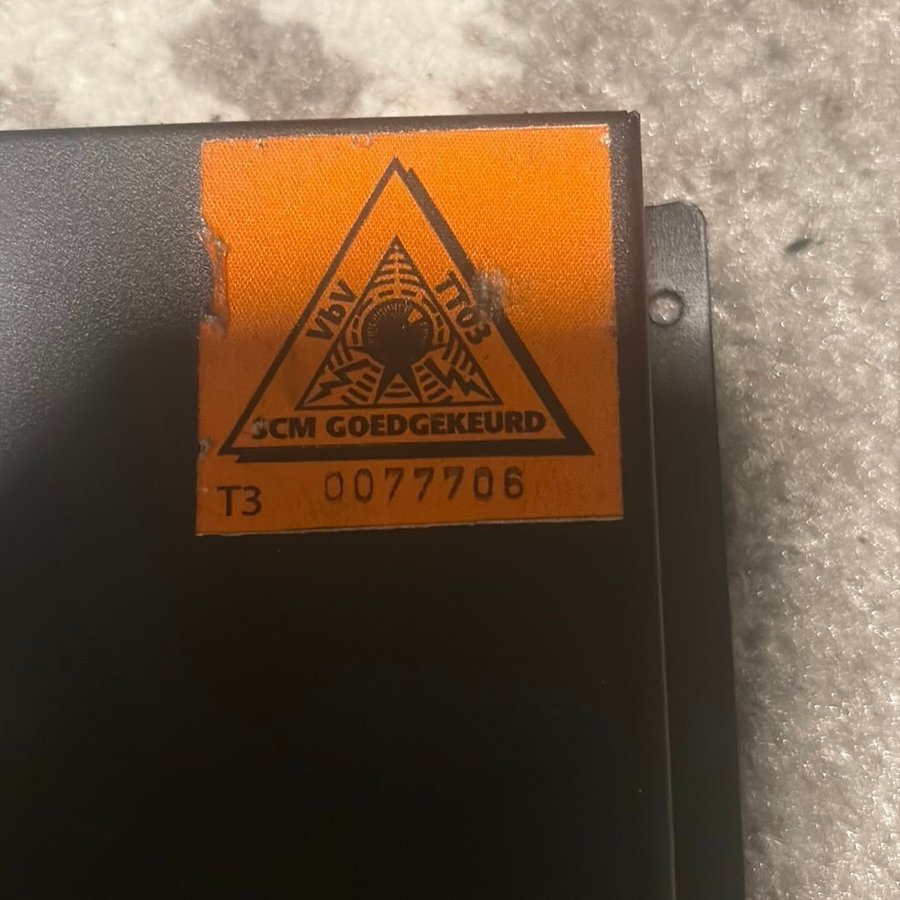 VbV TT03
SCM GOEDGEKEURD
T3 0077706